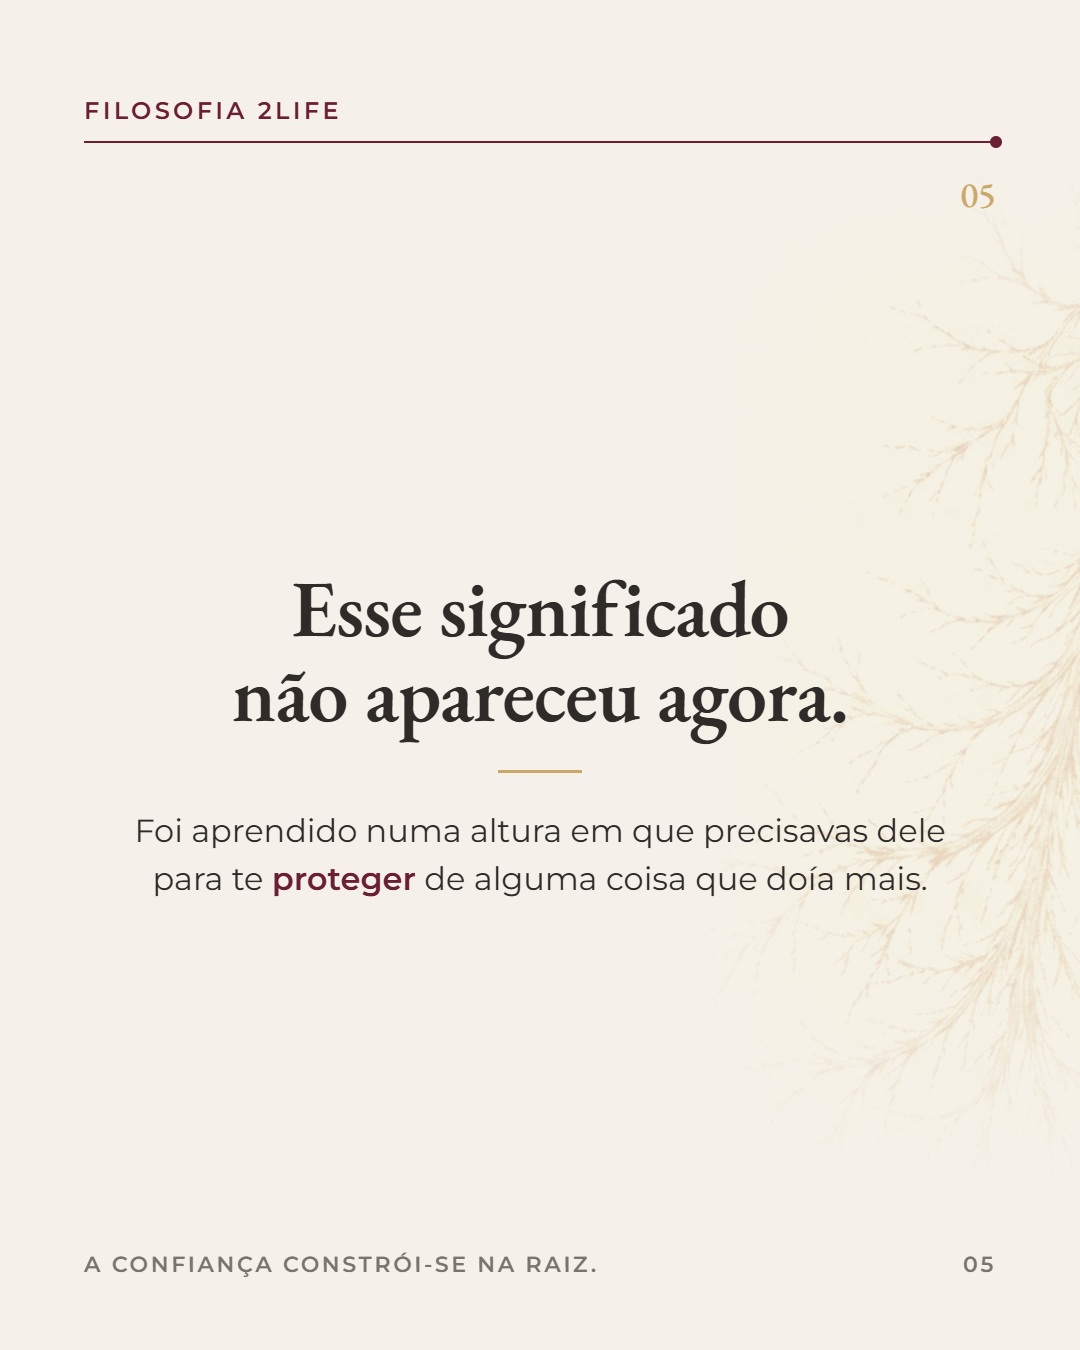 FILOSOFIA 2LIFE
05
Esse significado
não apareceu agora.
Foi aprendido numa altura em que precisavas dele
para te proteger de alguma coisa que doía mais.
A CONFIANÇA CONSTRÓI-SE NA RAIZ.
05